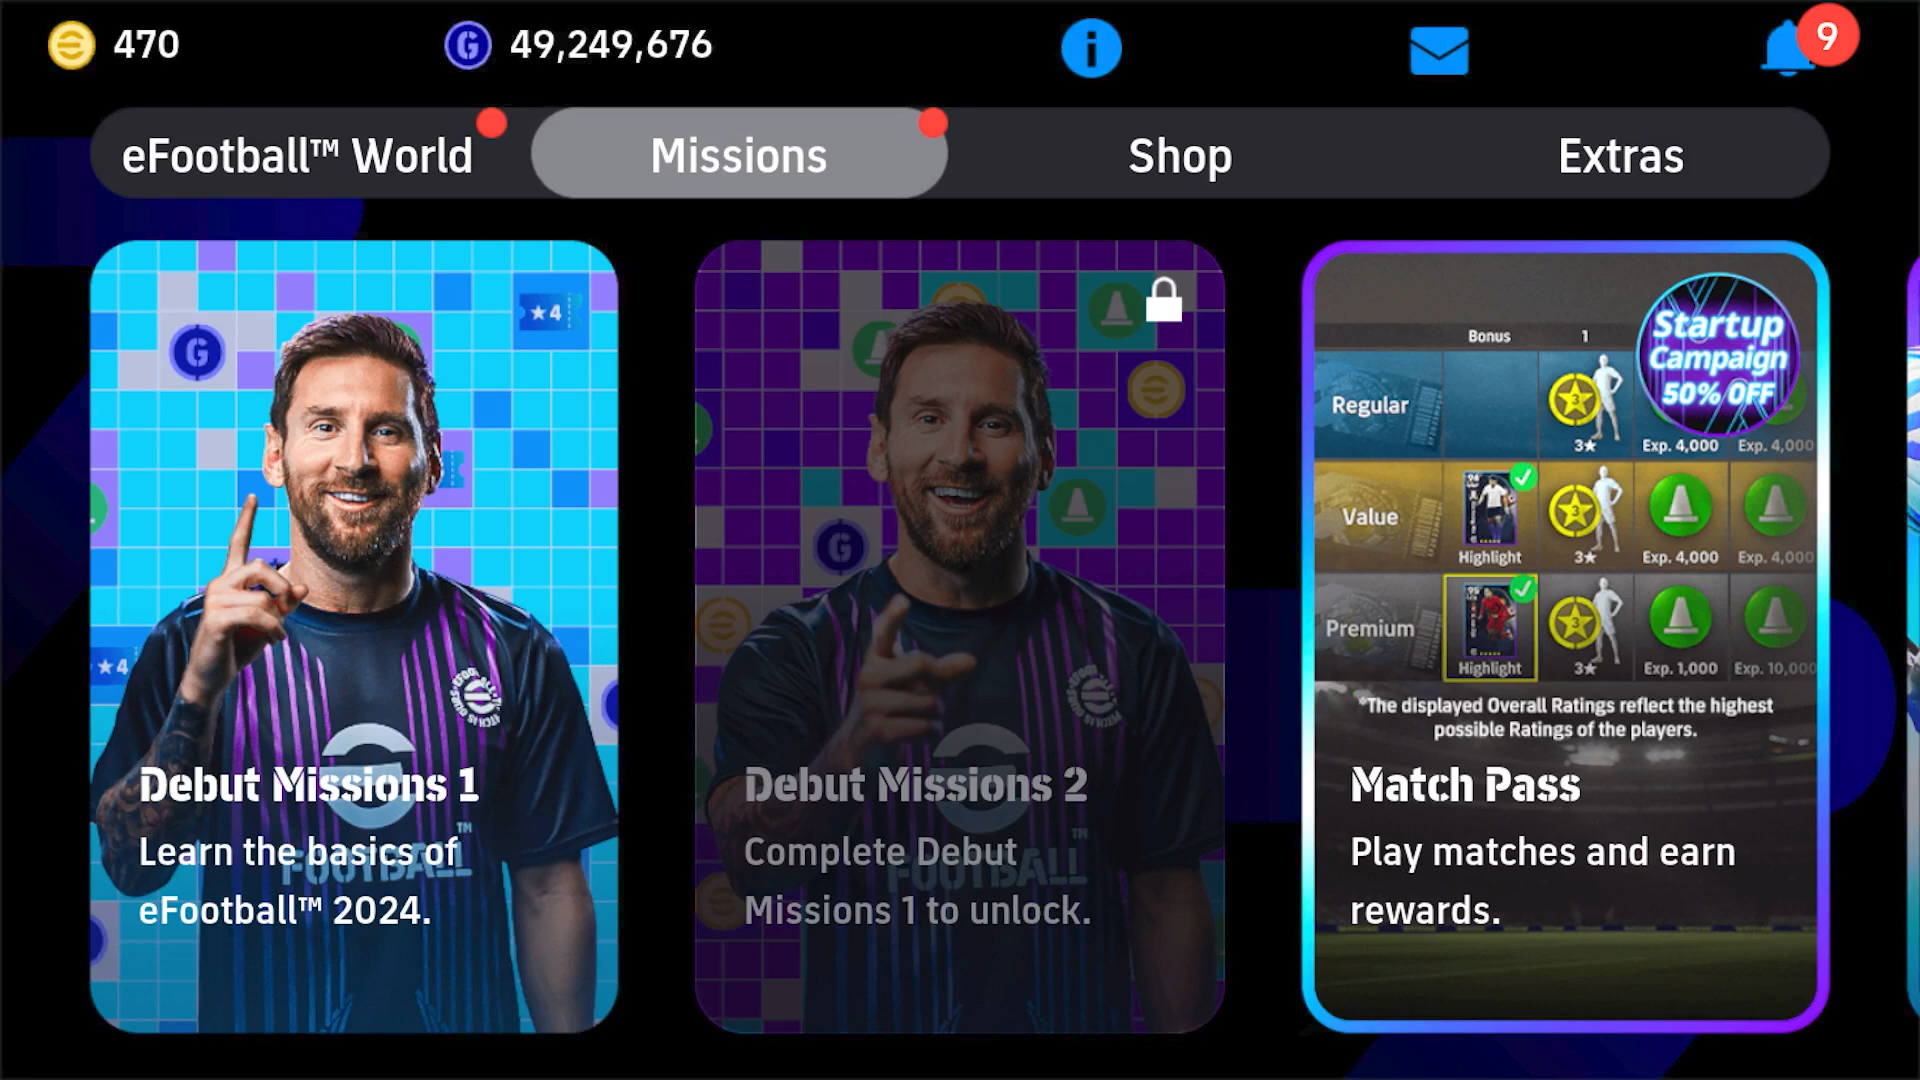 470
49,249,676
9
eFootball™ World
Missions
Shop
Extras
★4
G
★4
FOOTBALL™
Debut Missions 1
Learn the basics of
eFootball™ 2024.
G
FOOTBALL™
Debut Missions 2
Complete Debut
Missions 1 to unlock.
Startup
Campaign
50% OFF
Bonus 1
Regular
3★ Exp. 4,000 Exp. 4,000
Value
Highlight 3★ Exp. 4,000 Exp. 4,000
Premium
Highlight 3★ Exp. 1,000 Exp. 10,000
*The displayed Overall Ratings reflect the highest
possible Ratings of the players.
Match Pass
Play matches and earn
rewards.